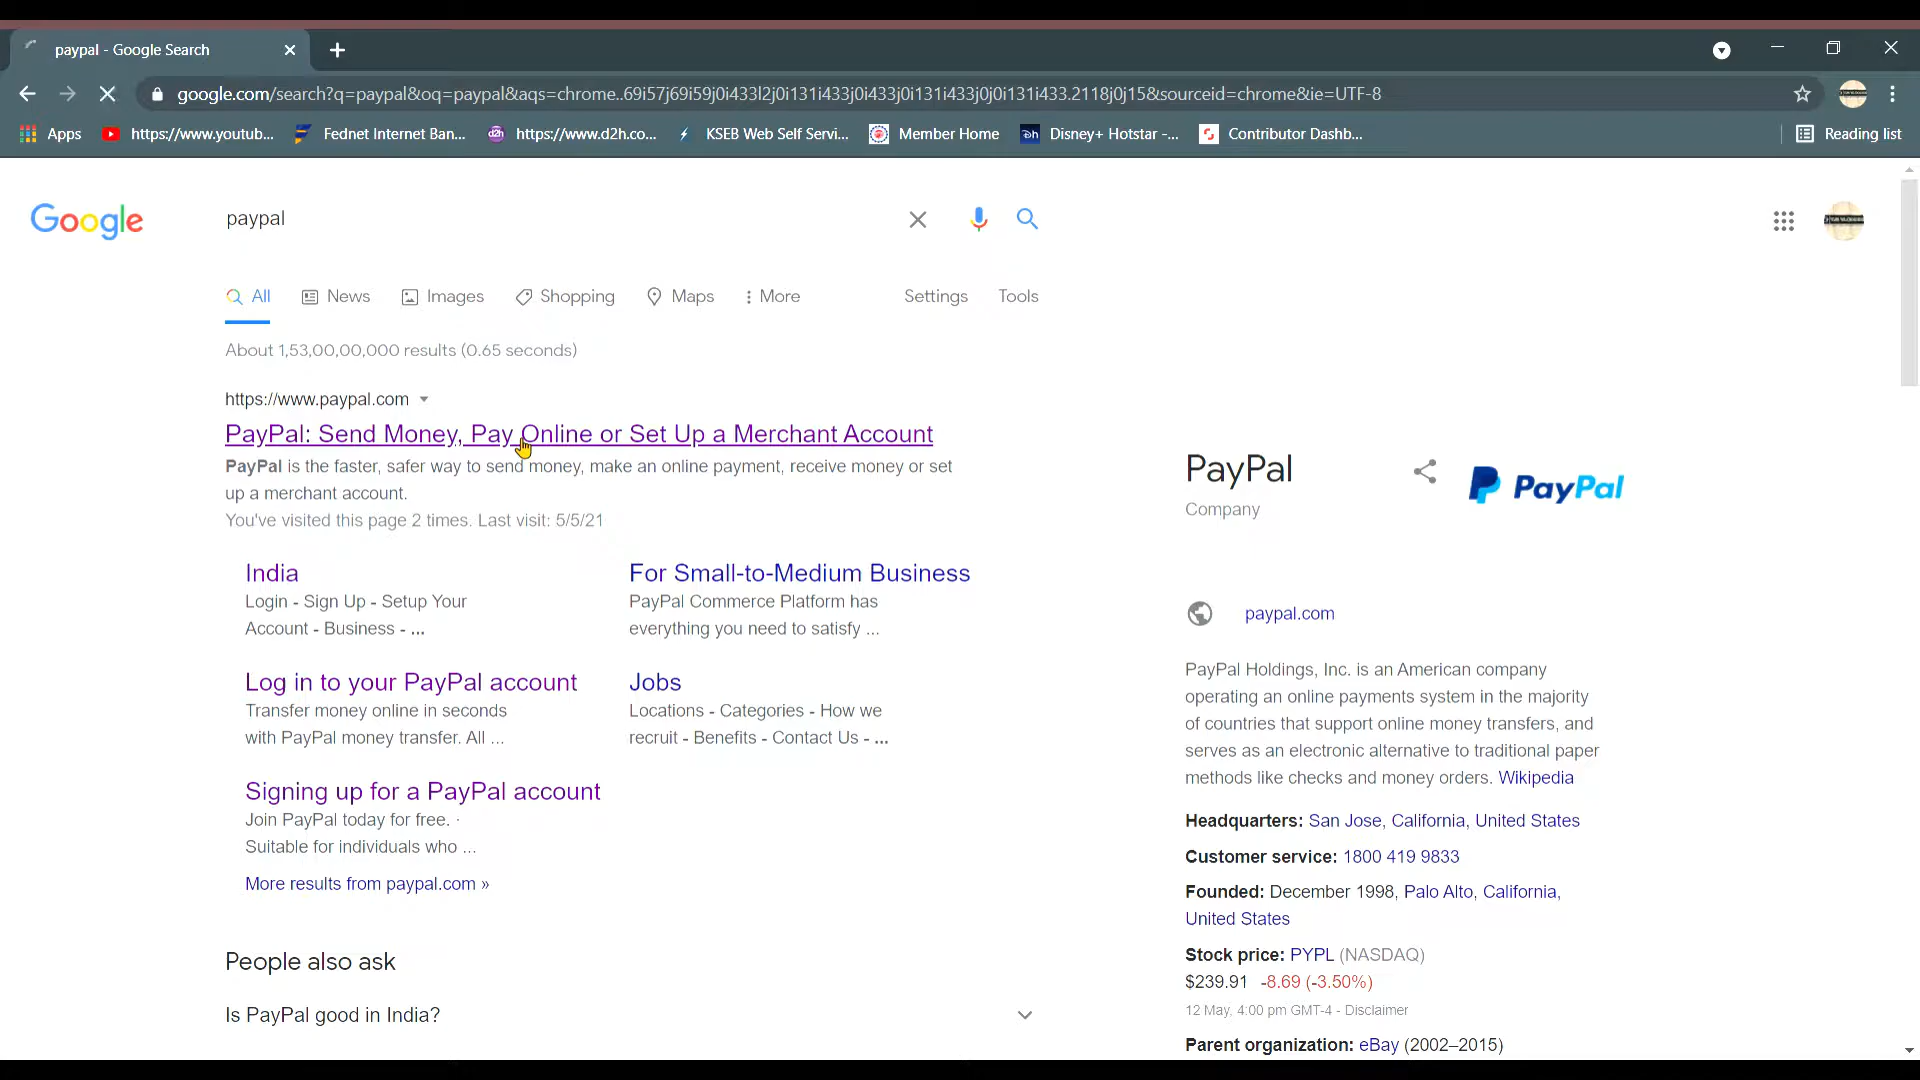 paypal - Google Search
google.com/search?q=paypal&oq=paypal&aqs=chrome..69i57j69i59j0i433l2j0i131i433j0i433j0i131i433j0j0i131i433.2118j0j15&sourceid=chrome&ie=UTF-8
Apps https://www.youtub... Fednet Internet Ban... https://www.d2h.co... KSEB Web Self Servi... Member Home Disney+ Hotstar -... Contributor Dashb... Reading list
Google paypal
All News Images Shopping Maps More Settings Tools
About 1,53,00,00,000 results (0.65 seconds)
https://www.paypal.com
PayPal: Send Money, Pay Online or Set Up a Merchant Account
PayPal is the faster, safer way to send money, make an online payment, receive money or set
up a merchant account.
You've visited this page 2 times. Last visit: 5/5/21
India
Login - Sign Up - Setup Your
Account - Business - ...
For Small-to-Medium Business
PayPal Commerce Platform has
everything you need to satisfy ...
Log in to your PayPal account
Transfer money online in seconds
with PayPal money transfer. All ...
Jobs
Locations - Categories - How we
recruit - Benefits - Contact Us - ...
Signing up for a PayPal account
Join PayPal today for free. ·
Suitable for individuals who ...
More results from paypal.com »
People also ask
Is PayPal good in India?
PayPal
Company
PayPal
paypal.com
PayPal Holdings, Inc. is an American company
operating an online payments system in the majority
of countries that support online money transfers, and
serves as an electronic alternative to traditional paper
methods like checks and money orders. Wikipedia
Headquarters: San Jose, California, United States
Customer service: 1800 419 9833
Founded: December 1998, Palo Alto, California,
United States
Stock price: PYPL (NASDAQ)
$239.91 -8.69 (-3.50%)
12 May, 4:00 pm GMT-4 - Disclaimer
Parent organization: eBay (2002–2015)